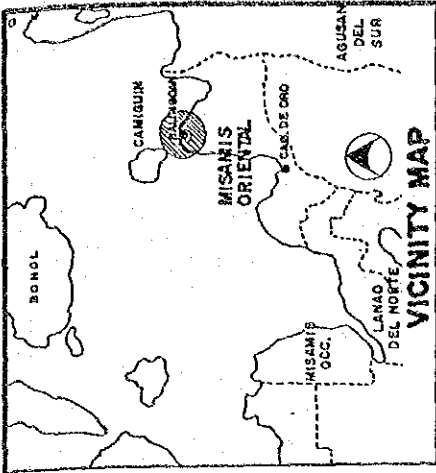 BOHOL
CAMIGUIN
MISAMIS
ORIENTAL
CAG. DE ORO
AGUSAN
DEL
SUR
MISAMIS
OCC.
LANAO
DEL NORTE
VICINITY MAP